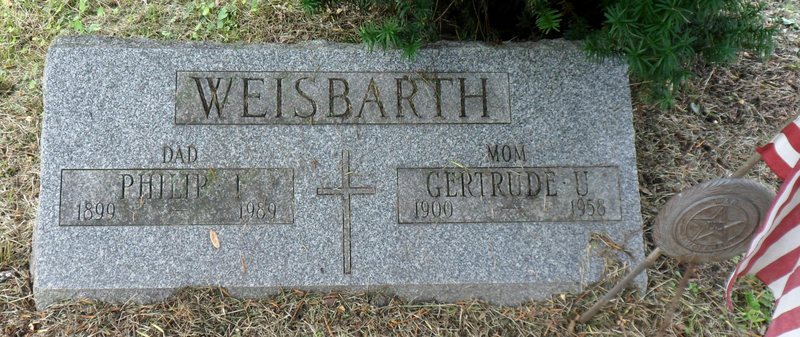 WEISBARTH
DAD
PHILIP
1899 1989
MOM
GERTRUDE U
1900 1958